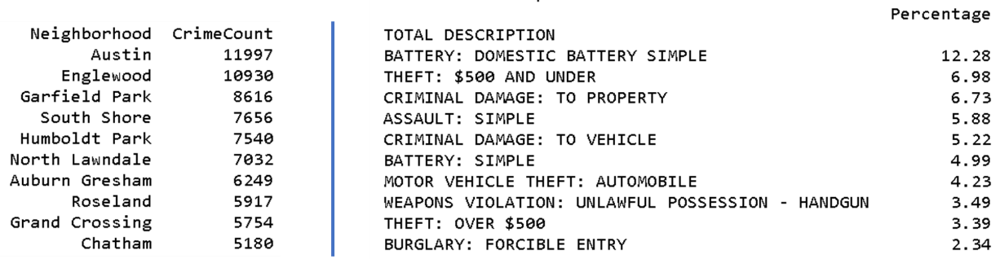 Neighborhood CrimeCount
Austin 11997
Englewood 10930
Garfield Park 8616
South Shore 7656
Humboldt Park 7540
North Lawndale 7032
Auburn Gresham 6249
Roseland 5917
Grand Crossing 5754
Chatham 5180
Percentage
TOTAL DESCRIPTION
BATTERY: DOMESTIC BATTERY SIMPLE 12.28
THEFT: $500 AND UNDER 6.98
CRIMINAL DAMAGE: TO PROPERTY 6.73
ASSAULT: SIMPLE 5.88
CRIMINAL DAMAGE: TO VEHICLE 5.22
BATTERY: SIMPLE 4.99
MOTOR VEHICLE THEFT: AUTOMOBILE 4.23
WEAPONS VIOLATION: UNLAWFUL POSSESSION - HANDGUN 3.49
THEFT: OVER $500 3.39
BURGLARY: FORCIBLE ENTRY 2.34